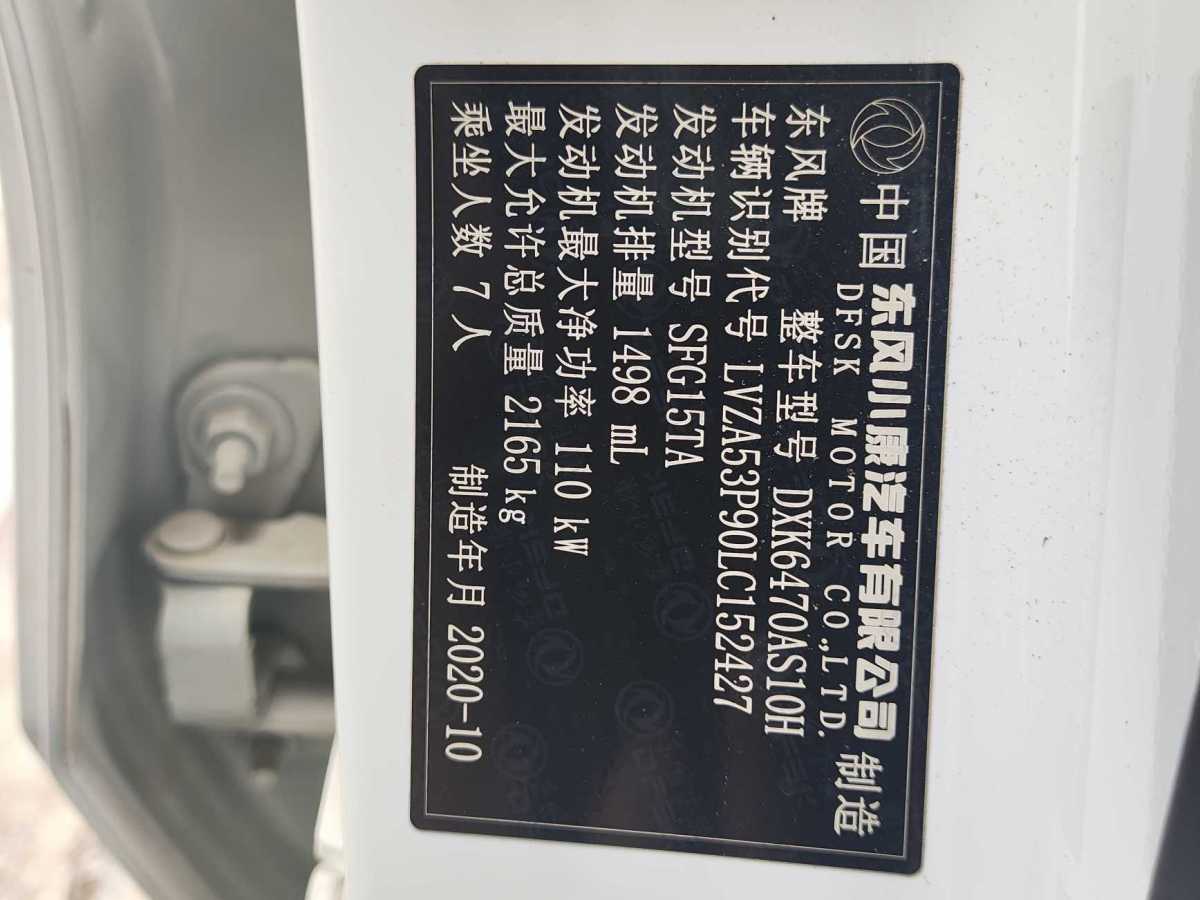 中国 东风小康汽车有限公司 制造
DFSK MOTOR CO.,LTD.
东风牌 整车型号 DXK6470AS10H
车辆识别代号 LVZA53P90LC152427
发动机型号 SFG15TA
发动机排量 1498 mL
发动机最大净功率 110 kW
最大允许总质量 2165 kg
乘坐人数 7 人 制造年月 2020-10